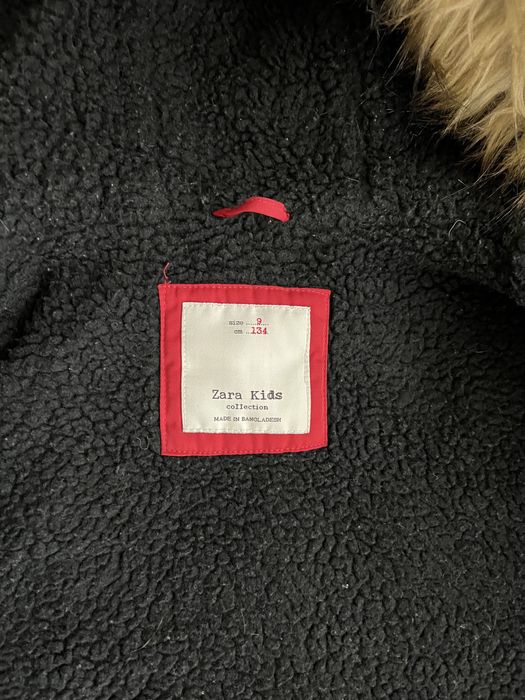 size ....9....
cm ..134
Zara Kids
collection
MADE IN BANGLADESH